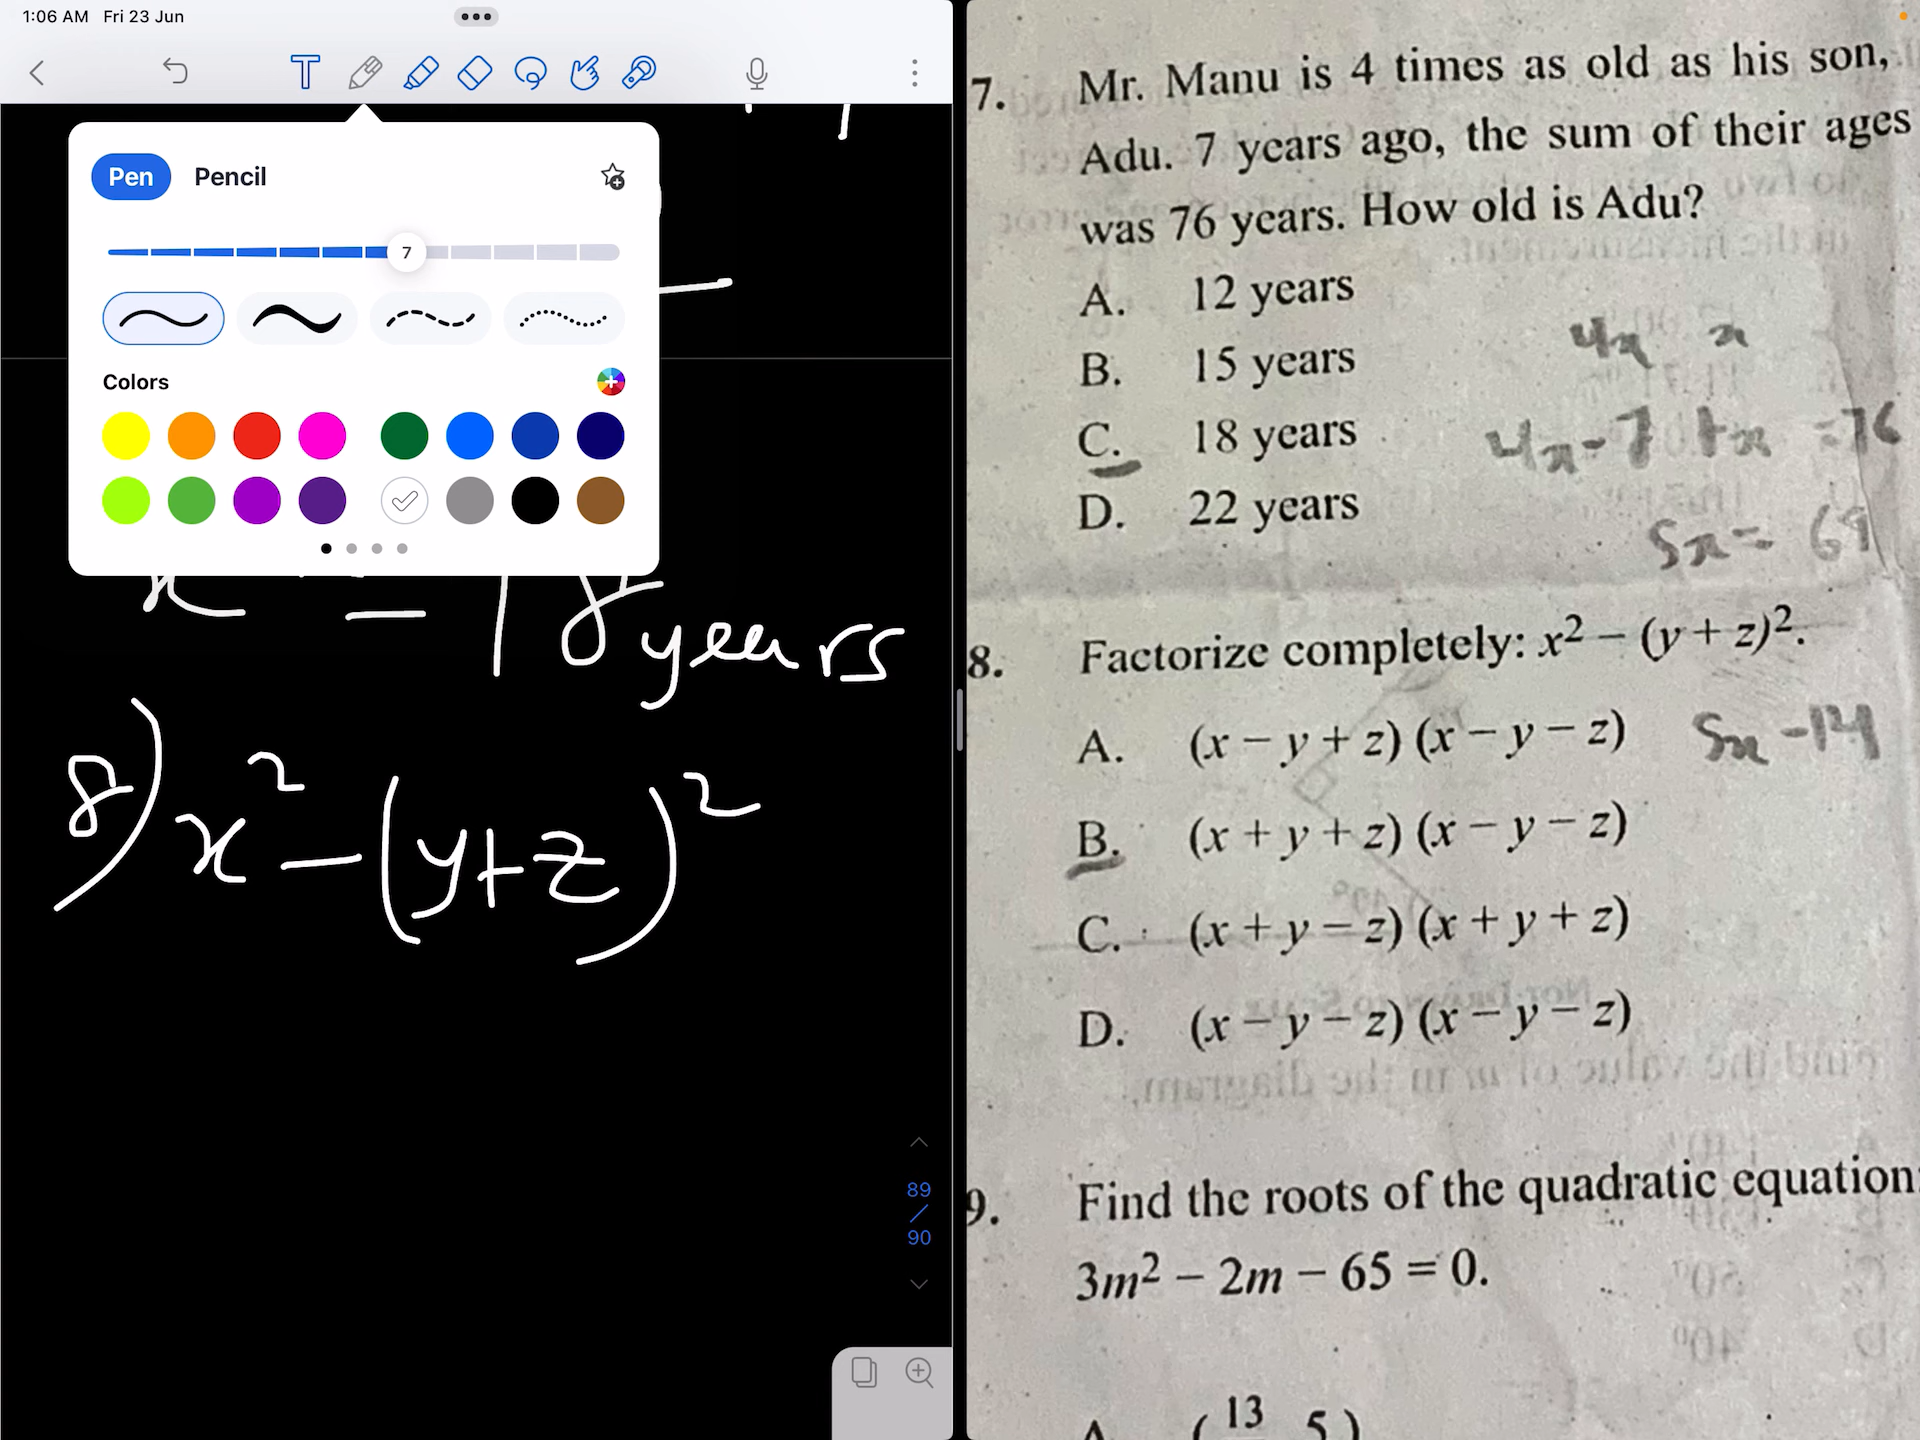 1:06 AM Fri 23 Jun
T
Pen Pencil
7
Colors
x = 18 years
8) x² – (y+z)²
89
/
90
7. Mr. Manu is 4 times as old as his son,
Adu. 7 years ago, the sum of their ages
was 76 years. How old is Adu?
A. 12 years
B. 15 years
C. 18 years
D. 22 years
4x x
4x - 7 + x = 76
5x = 69
8. Factorize completely: x² – (y + z)².
A. (x – y + z) (x – y – z)
5x - 14
B. (x + y + z) (x – y – z)
C. (x + y – z) (x + y + z)
D. (x – y – z) (x – y – z)
9. Find the roots of the quadratic equation:
3m² – 2m – 65 = 0.
A. ( 13 5 )